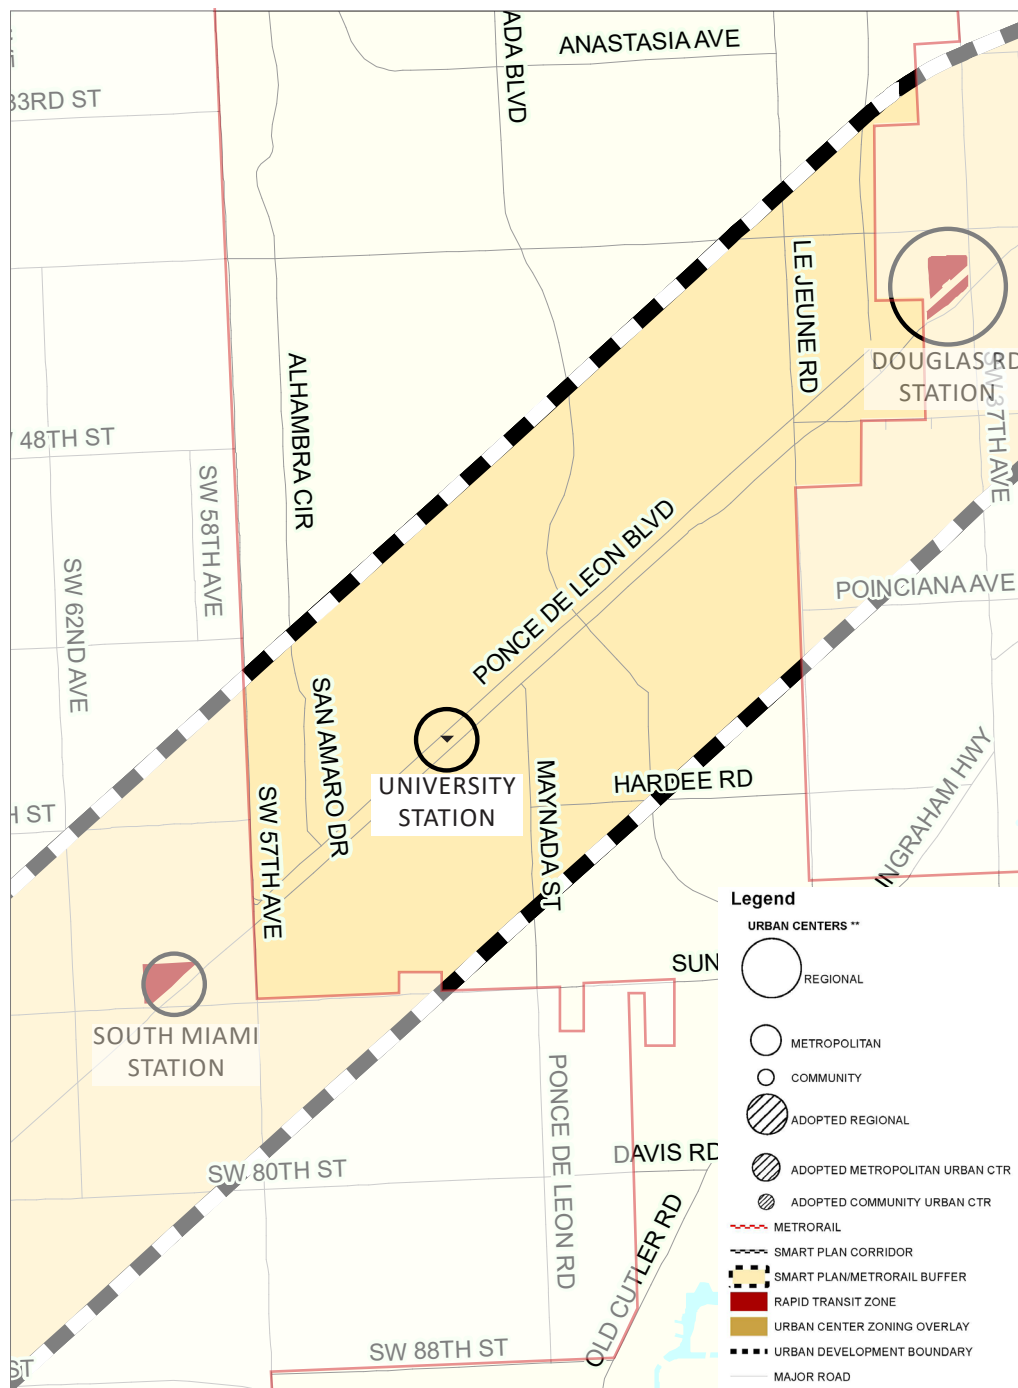 ANASTASIA AVE
ADA BLVD
33RD ST
LE JEUNE RD
DOUGLAS RD
STATION
SW 37TH AVE
ALHAMBRA CIR
48TH ST
SW 58TH AVE
SW 62ND AVE
PONCE DE LEON BLVD
POINCIANA AVE
SAN AMARO DR
UNIVERSITY
STATION
MAYNADA ST
HARDEE RD
INGRAHAM HWY
H ST
SW 57TH AVE
SUN
SOUTH MIAMI
STATION
PONCE DE LEON RD
DAVIS RD
SW 80TH ST
OLD CUTLER RD
SW 88TH ST
ST
Legend
URBAN CENTERS **
REGIONAL
METROPOLITAN
COMMUNITY
ADOPTED REGIONAL
ADOPTED METROPOLITAN URBAN CTR
ADOPTED COMMUNITY URBAN CTR
METRORAIL
SMART PLAN CORRIDOR
SMART PLAN/METRORAIL BUFFER
RAPID TRANSIT ZONE
URBAN CENTER ZONING OVERLAY
URBAN DEVELOPMENT BOUNDARY
MAJOR ROAD